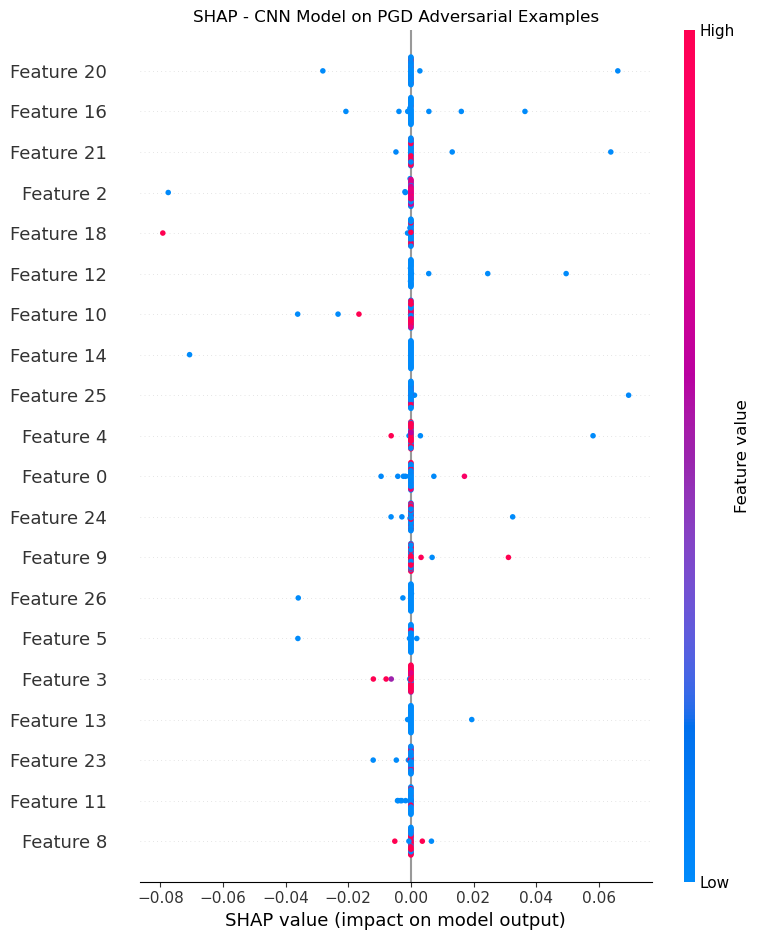 SHAP - CNN Model on PGD Adversarial Examples
High
Feature 20
Feature 16
Feature 21
Feature 2
Feature 18
Feature 12
Feature 10
Feature 14
Feature 25
Feature 4
Feature 0
Feature 24
Feature 9
Feature 26
Feature 5
Feature 3
Feature 13
Feature 23
Feature 11
Feature 8
Feature value
Low
−0.08 −0.06 −0.04 −0.02 0.00 0.02 0.04 0.06
SHAP value (impact on model output)